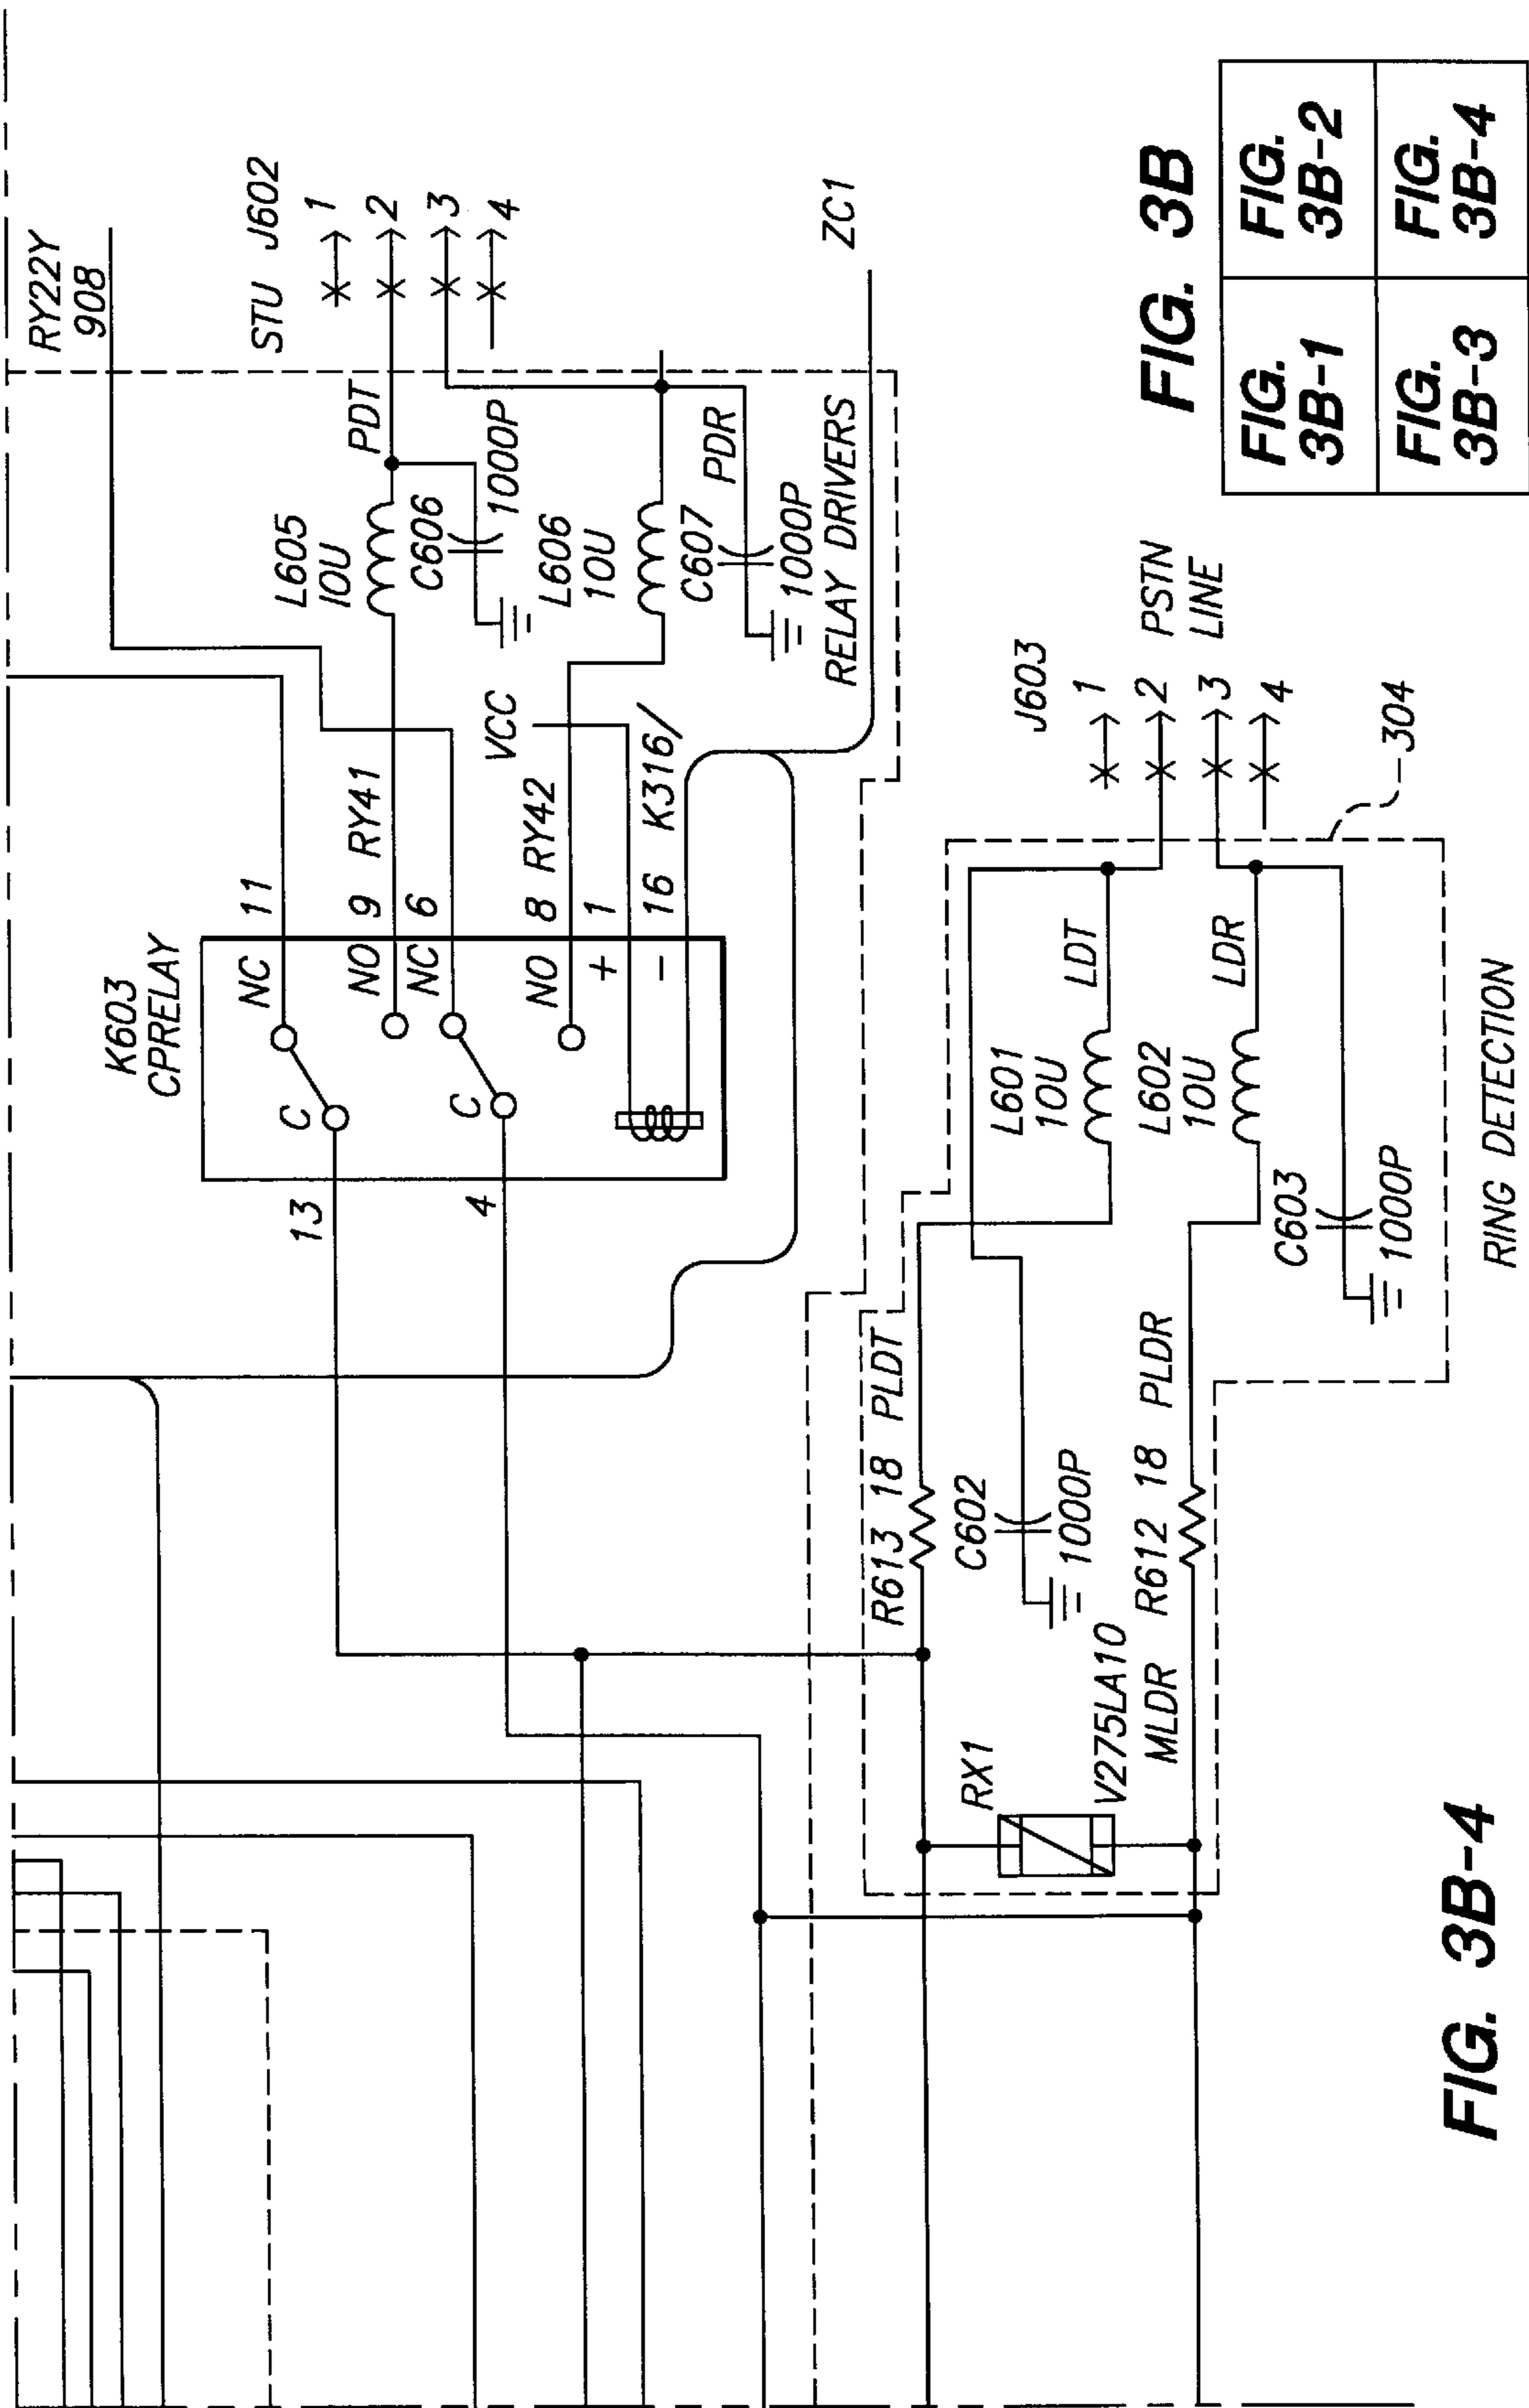 RY22Y
908
STU J602
1
2
3
4
PDT
L605
10U
C606
1000P
L606
10U
C607
PDR
1000P
RELAY DRIVERS
ZC1
K603
CPRELAY
NC 11
NO 9 RY41
NC 6
NO 8 RY42
+ 1
- 16 K316/
VCC
C
C
13
4
J603
1
2
3
4
PSTN
LINE
304
LDT
LDR
L601
10U
L602
10U
C603
1000P
RING DETECTION
R613 18 PLDT
C602
1000P
R612 18 PLDR
RX1
V275LA10
MLDR
FIG. 3B
FIG.
3B-1
FIG.
3B-2
FIG.
3B-3
FIG.
3B-4
FIG. 3B-4